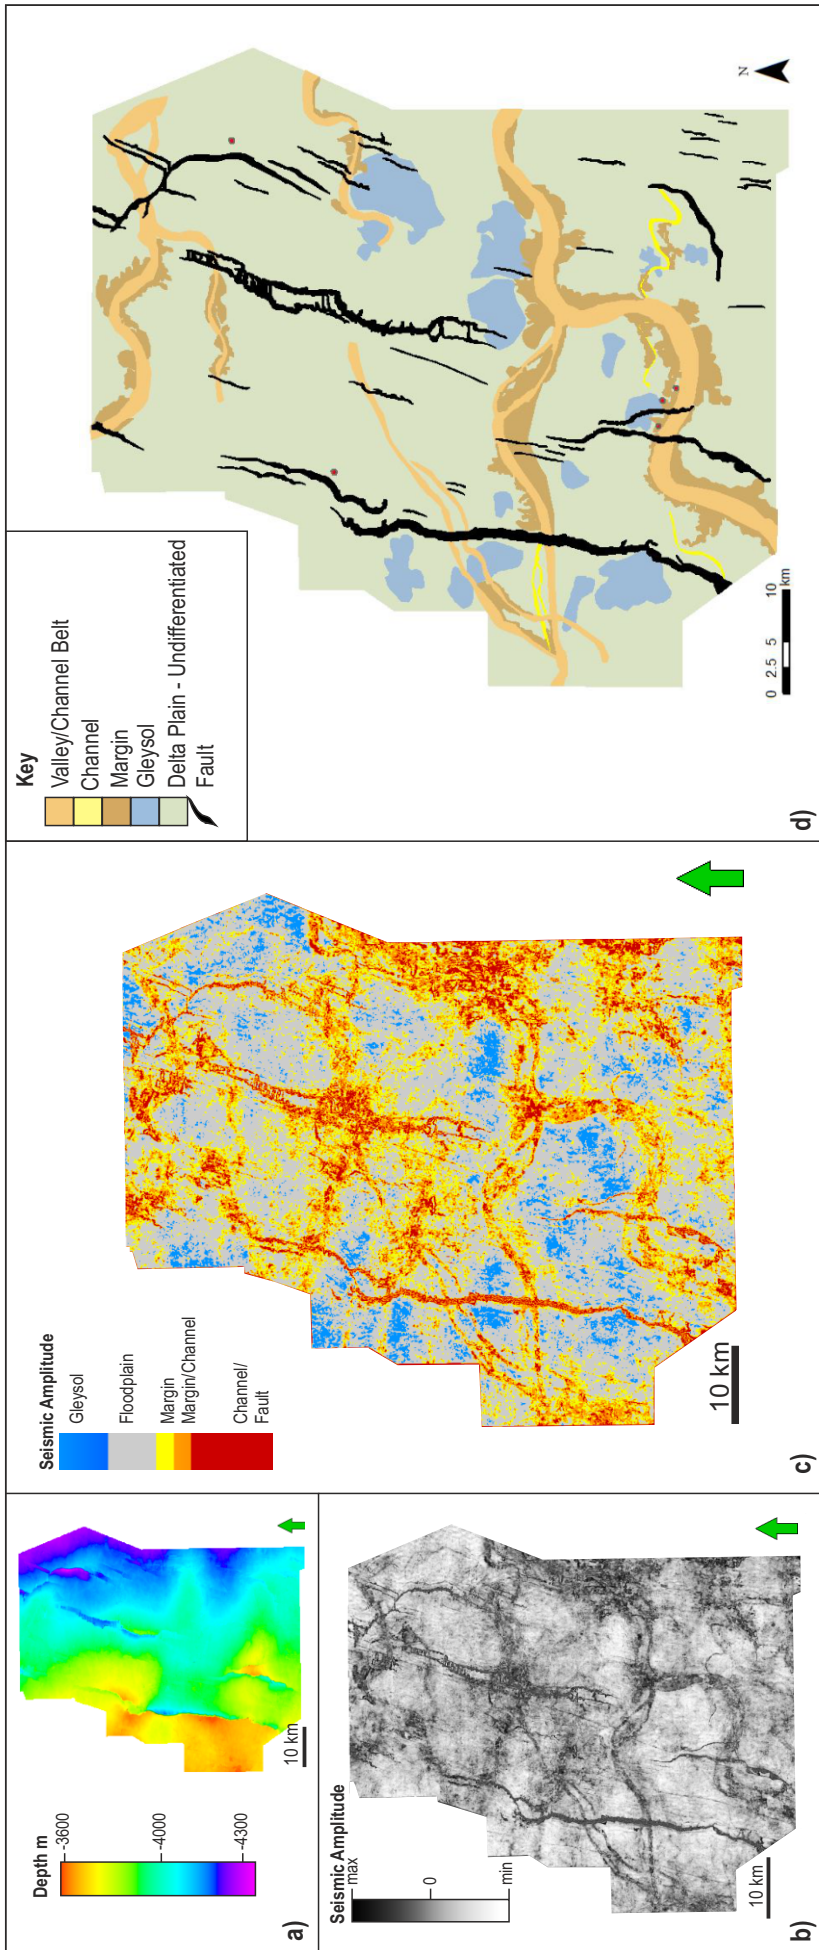 a)
Depth m
-3600
-4000
-4300
10 km
b)
Seismic Amplitude
max
0
min
10 km
c)
Seismic Amplitude
Gleysol
Floodplain
Margin
Margin/Channel
Channel/
Fault
10 km
d)
Key
Valley/Channel Belt
Channel
Margin
Gleysol
Delta Plain - Undifferentiated
Fault
N
0 2.5 5 10
km